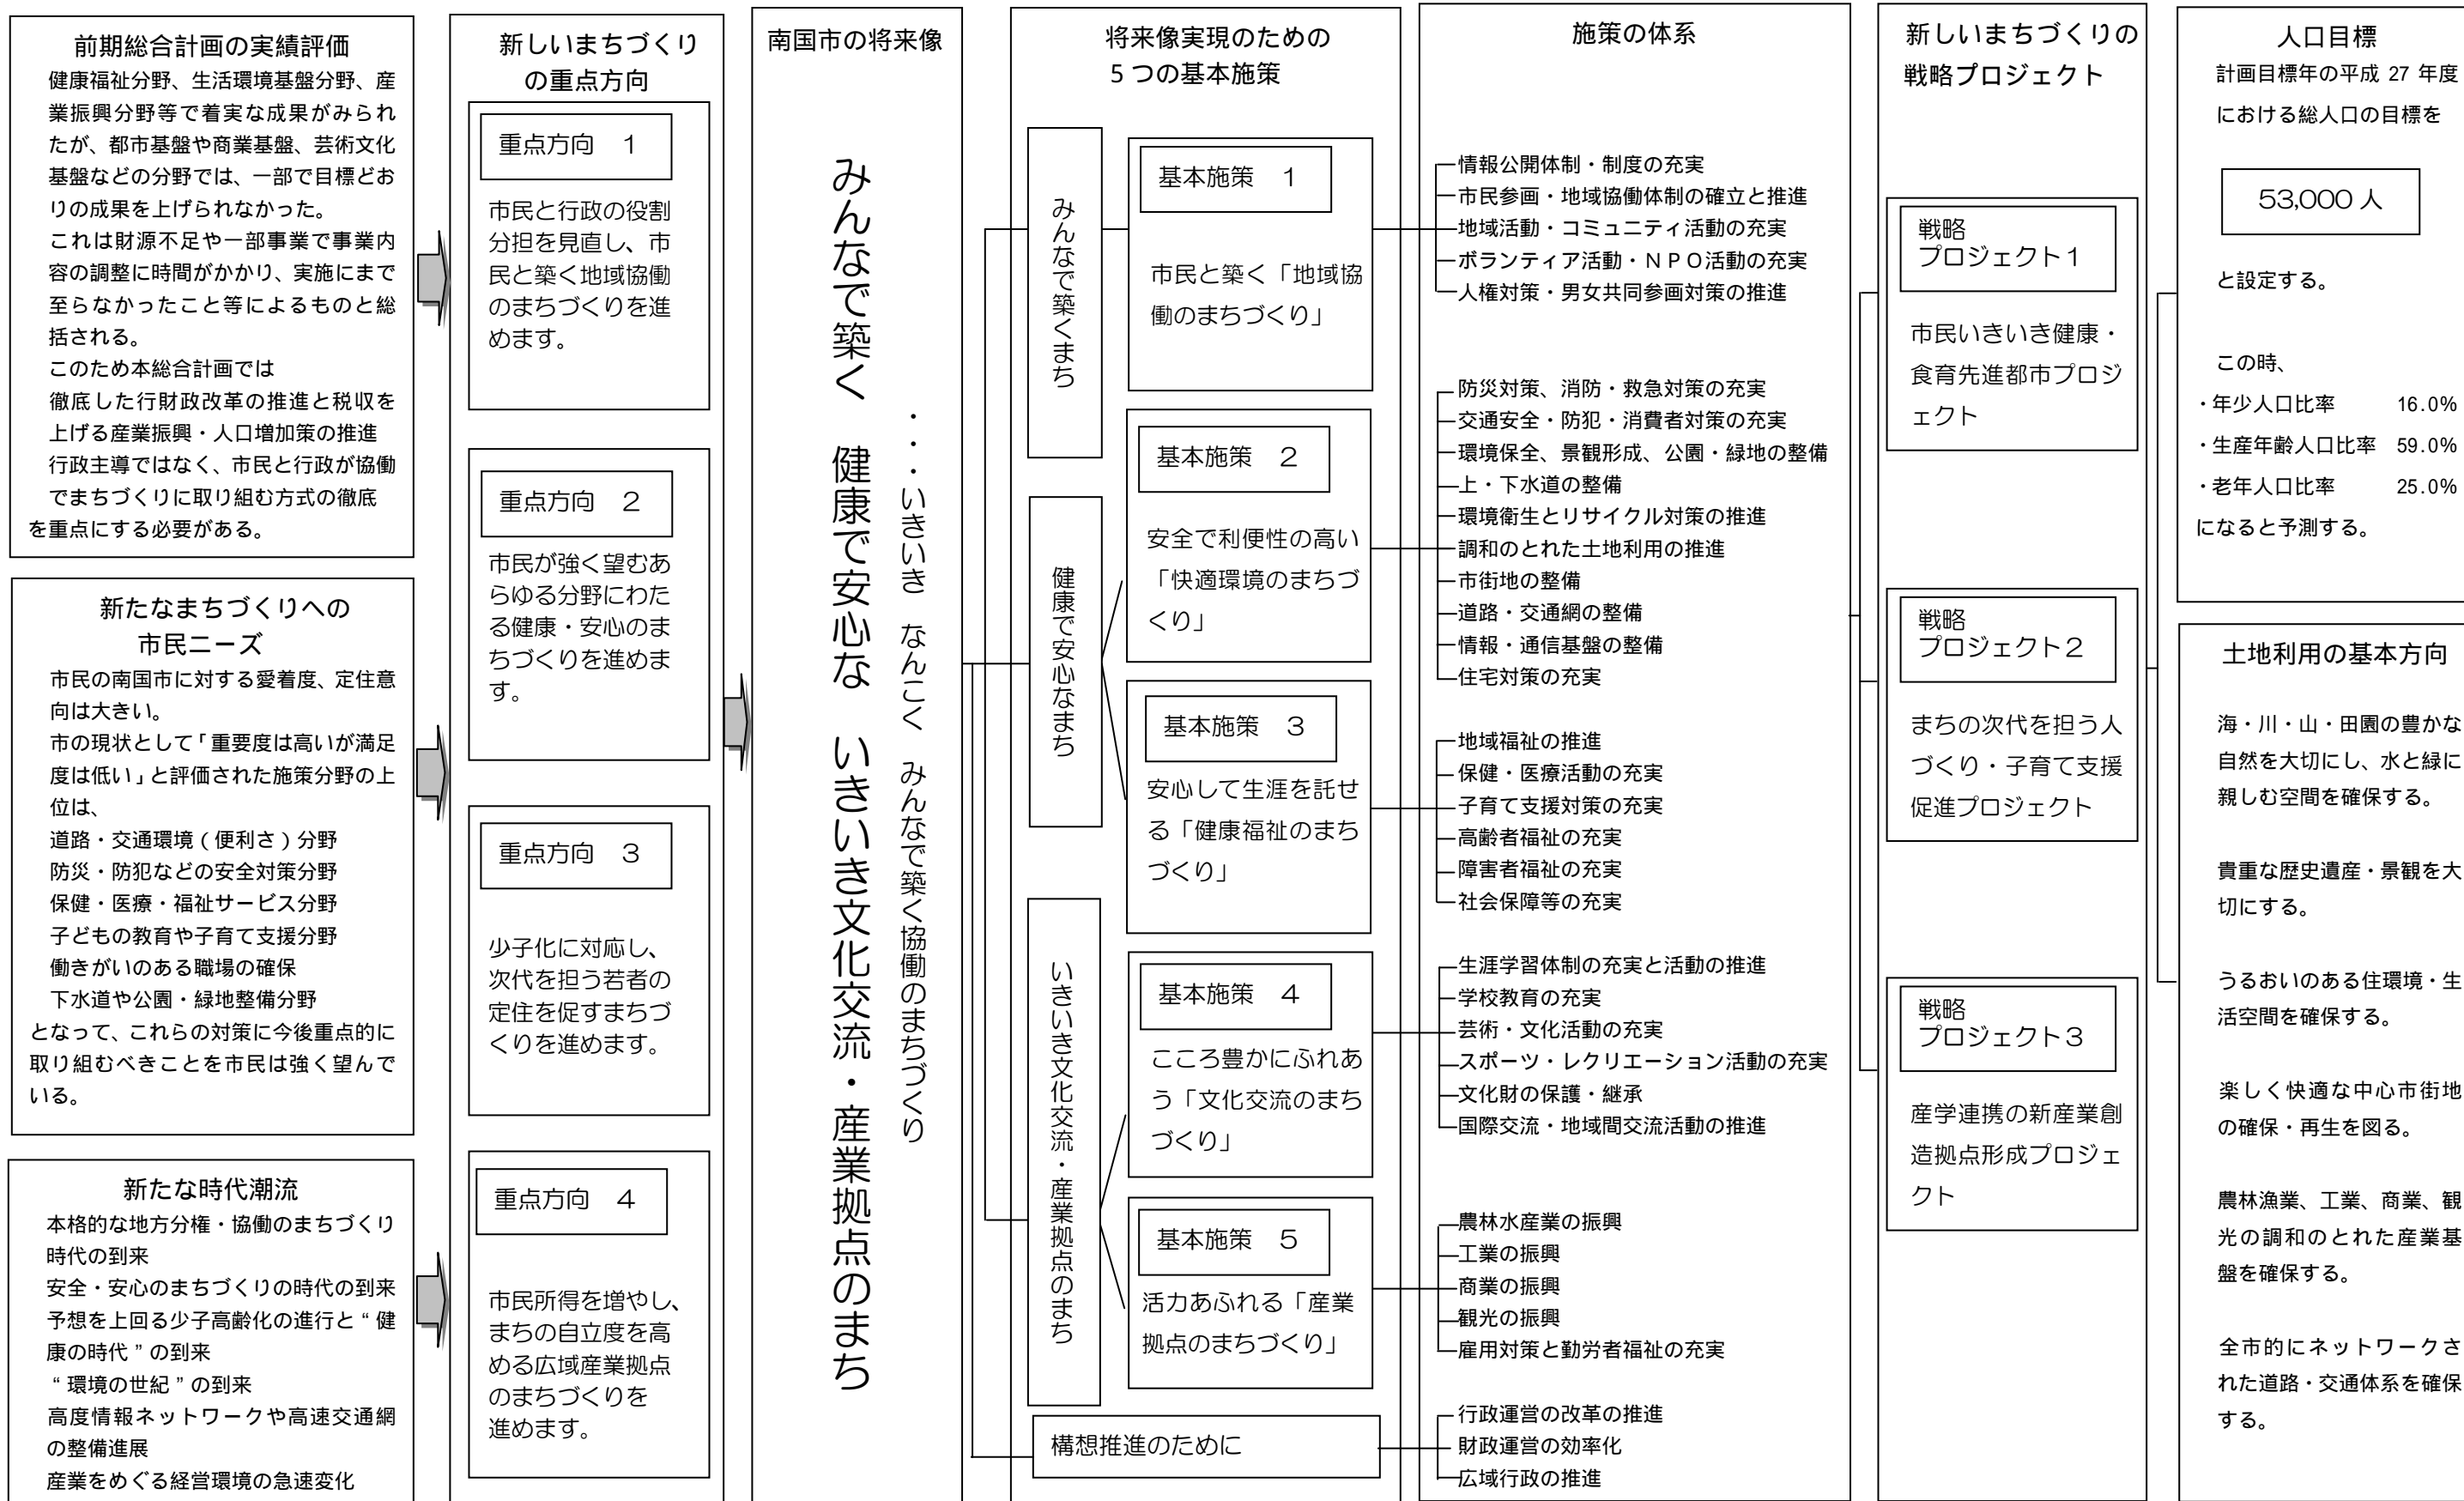 前期総合計画の実績評価
健康福祉分野、生活環境基盤分野、産
業振興分野等で着実な成果がみられ
たが、都市基盤や商業基盤、芸術文化
基盤などの分野では、一部で目標どお
りの成果を上げられなかった。
これは財源不足や一部事業で事業内
容の調整に時間がかかり、実施にまで
至らなかったこと等によるものと総
括される。
このため本総合計画では
徹底した行財政改革の推進と税収を
上げる産業振興・人口増加策の推進
行政主導ではなく、市民と行政が協働
でまちづくりに取り組む方式の徹底
を重点にする必要がある。
新たなまちづくりへの
市民ニーズ
市民の南国市に対する愛着度、定住意
向は大きい。
市の現状として「重要度は高いが満足
度は低い」と評価された施策分野の上
位は、
道路・交通環境（便利さ）分野
防災・防犯などの安全対策分野
保健・医療・福祉サービス分野
子どもの教育や子育て支援分野
働きがいのある職場の確保
下水道や公園・緑地整備分野
となって、これらの対策に今後重点的に
取り組むべきことを市民は強く望んで
いる。
新たな時代潮流
本格的な地方分権・協働のまちづくり
時代の到来
安全・安心のまちづくりの時代の到来
予想を上回る少子高齢化の進行と“健
康の時代”の到来
“環境の世紀”の到来
高度情報ネットワークや高速交通網
の整備進展
産業をめぐる経営環境の急速変化
新しいまちづくり
の重点方向
重点方向 1
市民と行政の役割
分担を見直し、市
民と築く地域協働
のまちづくりを進
めます。
重点方向 2
市民が強く望むあ
らゆる分野にわた
る健康・安心のま
ちづくりを進めま
す。
重点方向 3
少子化に対応し、
次代を担う若者の
定住を促すまちづ
くりを進めます。
重点方向 4
市民所得を増やし、
まちの自立度を高
める広域産業拠点
のまちづくりを
進めます。
南国市の将来像
みんなで築く 健康で安心な いきいき文化交流・産業拠点のまち
・・・いきいき なんこく みんなで築く協働のまちづくり
将来像実現のための
5つの基本施策
みんなで築くまち
基本施策 1
市民と築く「地域協
働のまちづくり」
健康で安心なまち
基本施策 2
安全で利便性の高い
「快適環境のまちづ
くり」
基本施策 3
安心して生涯を託せ
る「健康福祉のまち
づくり」
いきいき文化交流・産業拠点のまち
基本施策 4
こころ豊かにふれあ
う「文化交流のまち
づくり」
基本施策 5
活力あふれる「産業
拠点のまちづくり」
構想推進のために
施策の体系
情報公開体制・制度の充実
市民参画・地域協働体制の確立と推進
地域活動・コミュニティ活動の充実
ボランティア活動・ＮＰＯ活動の充実
人権対策・男女共同参画対策の推進
防災対策、消防・救急対策の充実
交通安全・防犯・消費者対策の充実
環境保全、景観形成、公園・緑地の整備
上・下水道の整備
環境衛生とリサイクル対策の推進
調和のとれた土地利用の推進
市街地の整備
道路・交通網の整備
情報・通信基盤の整備
住宅対策の充実
地域福祉の推進
保健・医療活動の充実
子育て支援対策の充実
高齢者福祉の充実
障害者福祉の充実
社会保障等の充実
生涯学習体制の充実と活動の推進
学校教育の充実
芸術・文化活動の充実
スポーツ・レクリエーション活動の充実
文化財の保護・継承
国際交流・地域間交流活動の推進
農林水産業の振興
工業の振興
商業の振興
観光の振興
雇用対策と勤労者福祉の充実
行政運営の改革の推進
財政運営の効率化
広域行政の推進
新しいまちづくりの
戦略プロジェクト
戦略
プロジェクト１
市民いきいき健康・
食育先進都市プロジ
ェクト
戦略
プロジェクト２
まちの次代を担う人
づくり・子育て支援
促進プロジェクト
戦略
プロジェクト３
産学連携の新産業創
造拠点形成プロジェ
クト
人口目標
計画目標年の平成 27 年度
における総人口の目標を
53,000 人
と設定する。
この時、
・年少人口比率 16.0%
・生産年齢人口比率 59.0%
・老年人口比率 25.0%
になると予測する。
土地利用の基本方向
海・川・山・田園の豊かな
自然を大切にし、水と緑に
親しむ空間を確保する。
貴重な歴史遺産・景観を大
切にする。
うるおいのある住環境・生
活空間を確保する。
楽しく快適な中心市街地
の確保・再生を図る。
農林漁業、工業、商業、観
光の調和のとれた産業基
盤を確保する。
全市的にネットワークさ
れた道路・交通体系を確保
する。